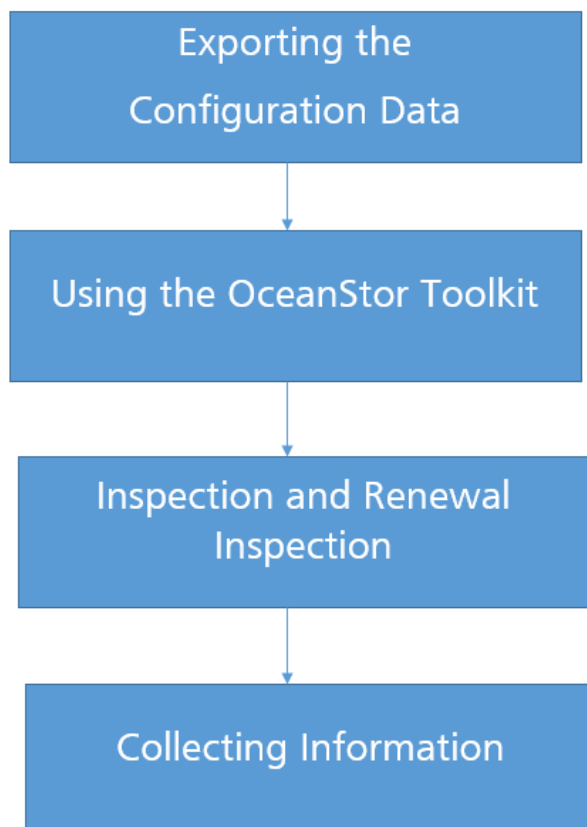 Exporting the
Configuration Data
Using the OceanStor Toolkit
Inspection and Renewal
Inspection
Collecting Information